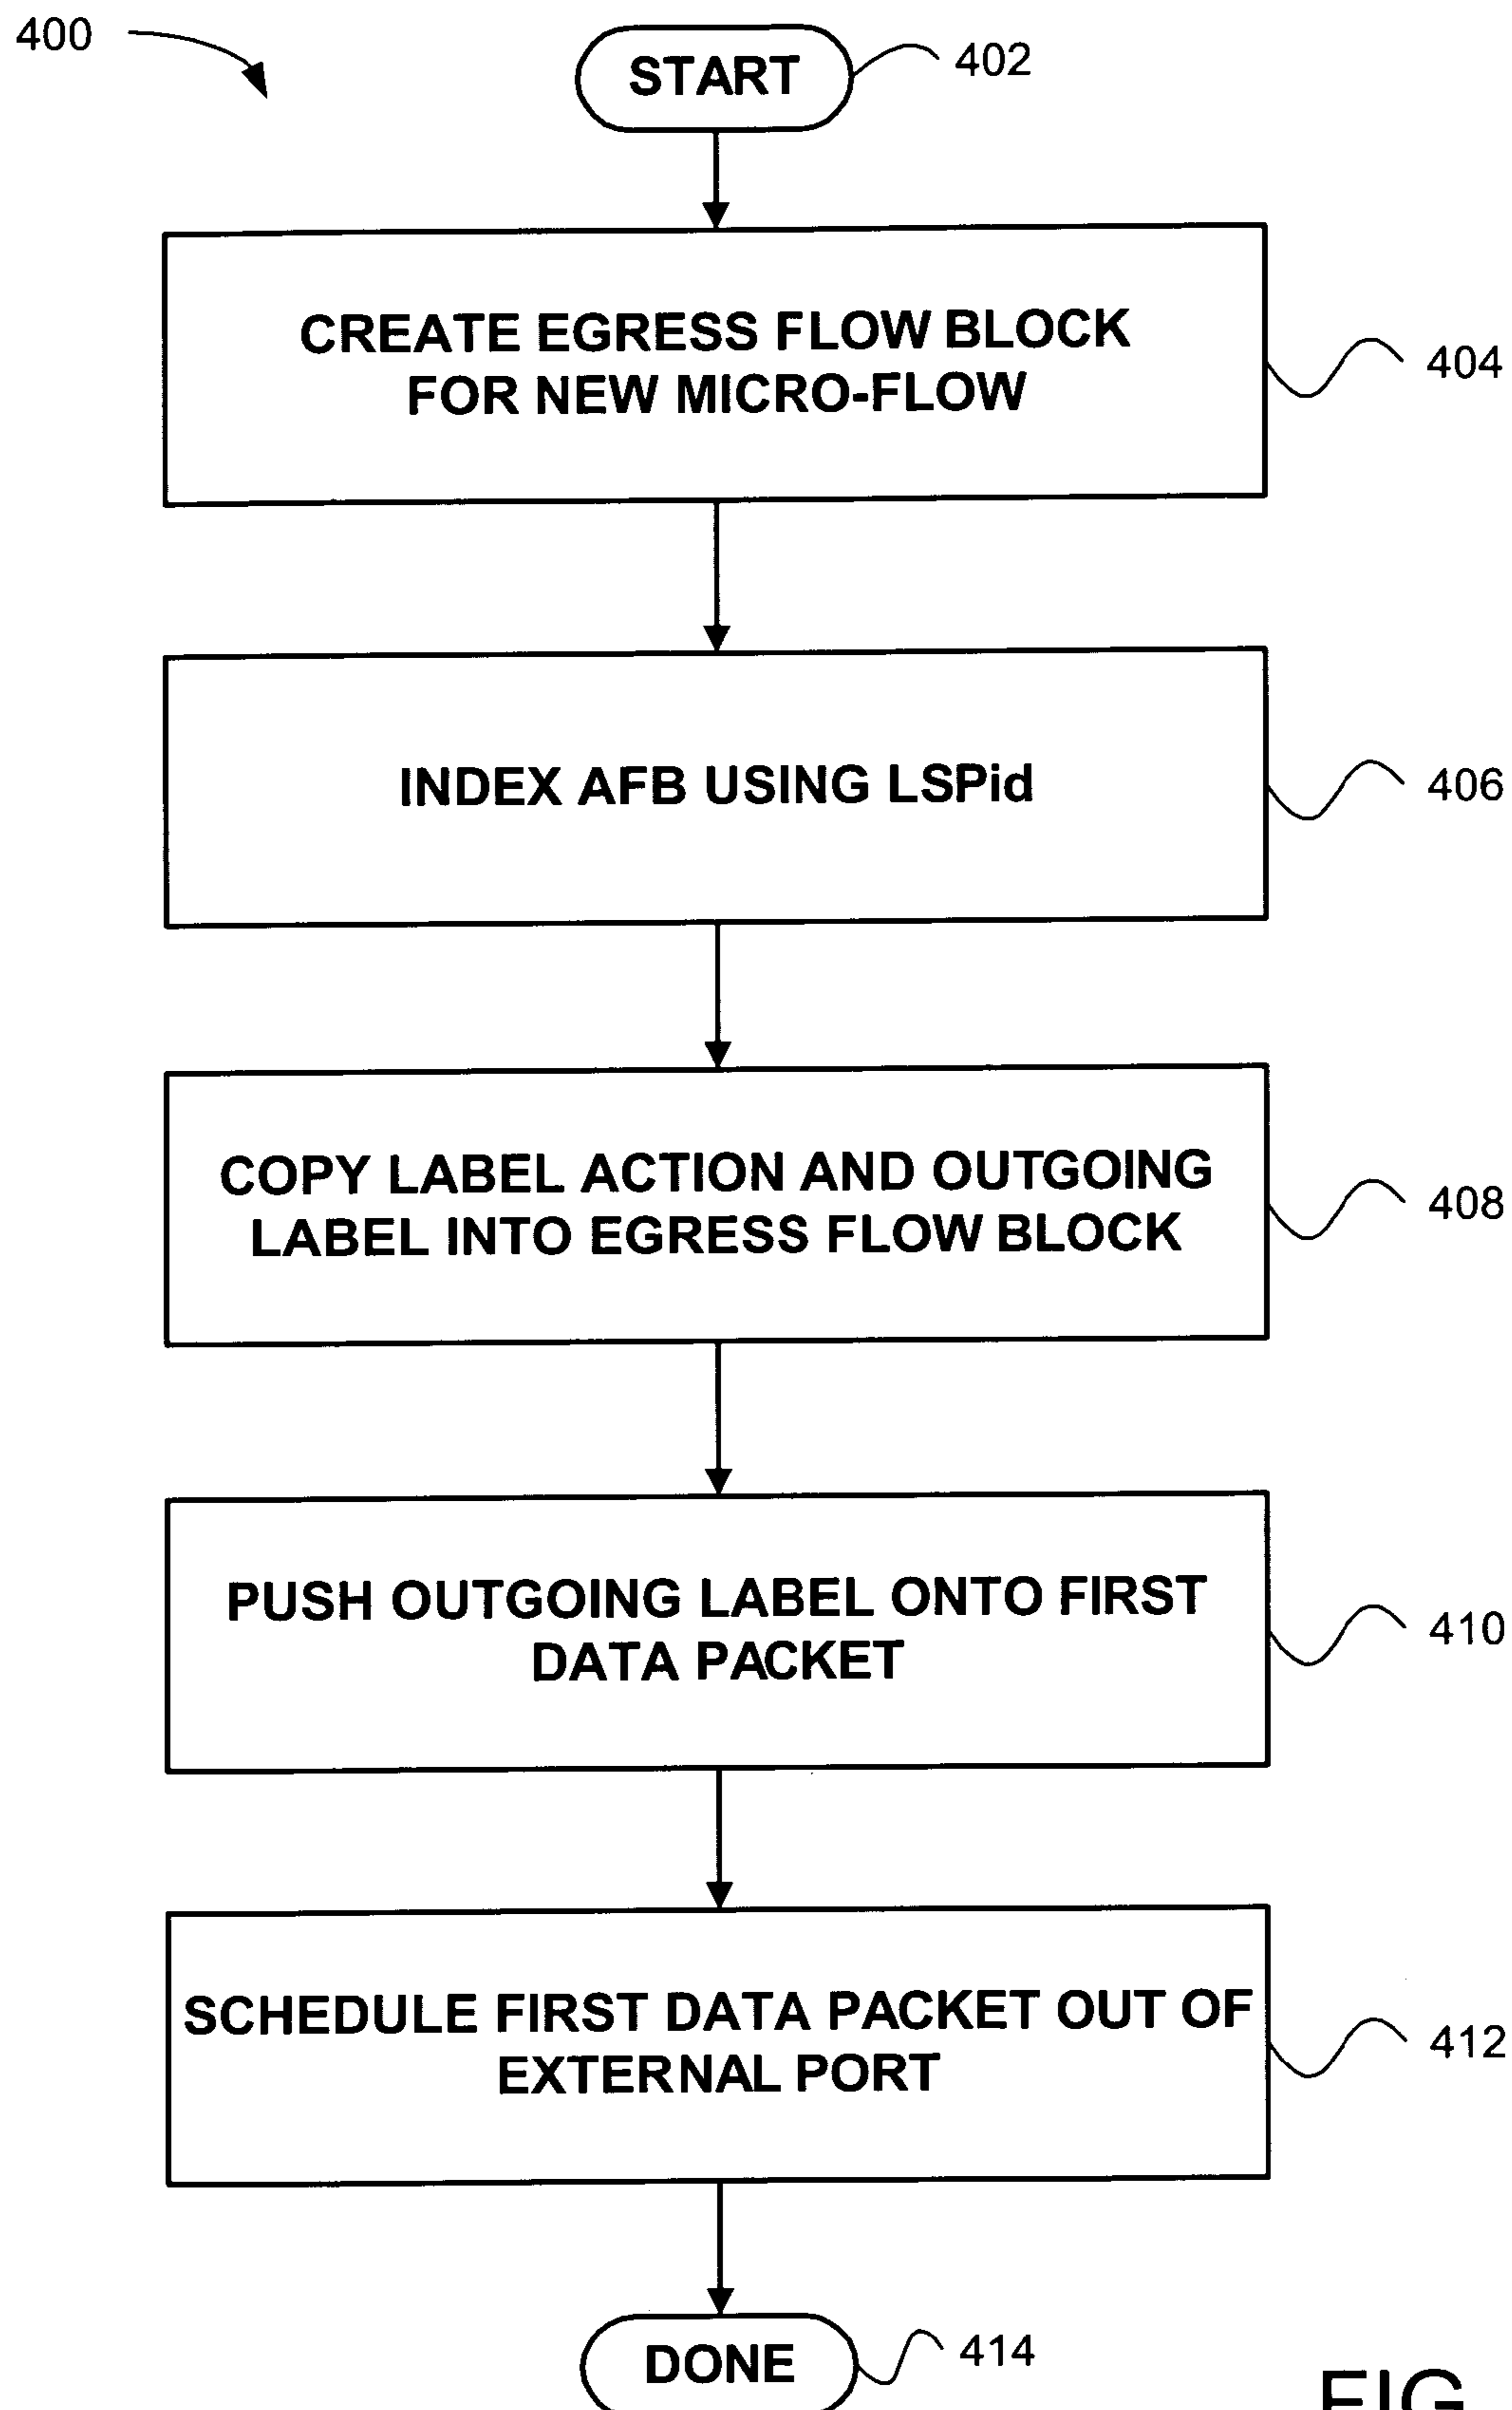 400
START
402
CREATE EGRESS FLOW BLOCK
FOR NEW MICRO-FLOW
404
INDEX AFB USING LSPid
406
COPY LABEL ACTION AND OUTGOING
LABEL INTO EGRESS FLOW BLOCK
408
PUSH OUTGOING LABEL ONTO FIRST
DATA PACKET
410
SCHEDULE FIRST DATA PACKET OUT OF
EXTERNAL PORT
412
DONE
414
FIG